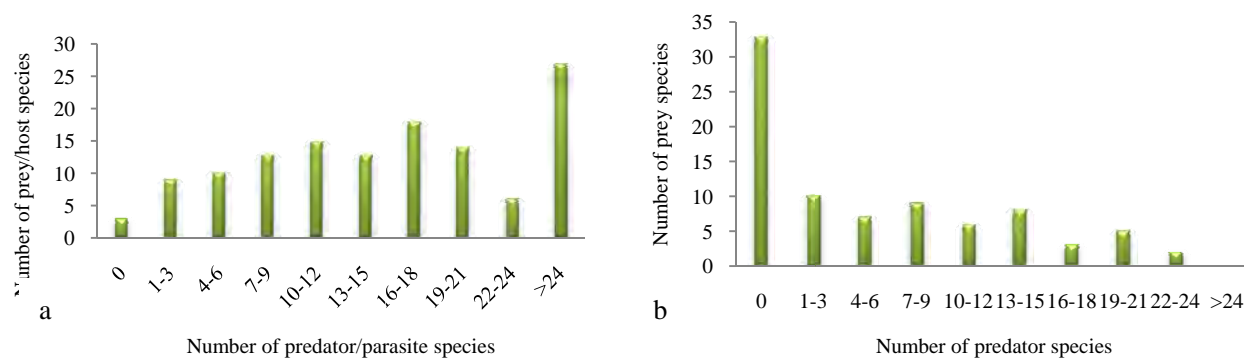 Number of prey/host species
30
25
20
15
10
5
0
0 1-3 4-6 7-9 10-12 13-15 16-18 19-21 22-24 >24
a
Number of predator/parasite species
Number of prey species
35
30
25
20
15
10
5
0
0 1-3 4-6 7-9 10-12 13-15 16-18 19-21 22-24 >24
b
Number of predator species